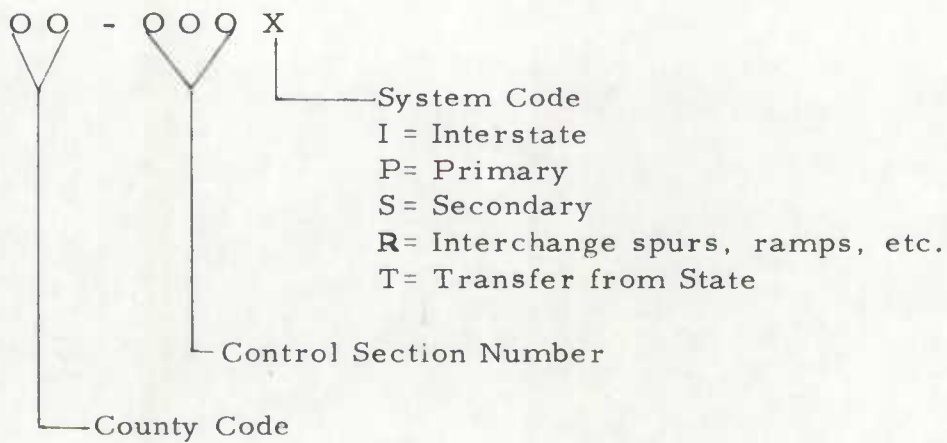 OO - OOO X
System Code
I = Interstate
P= Primary
S = Secondary
R= Interchange spurs, ramps, etc.
T= Transfer from State
Control Section Number
County Code